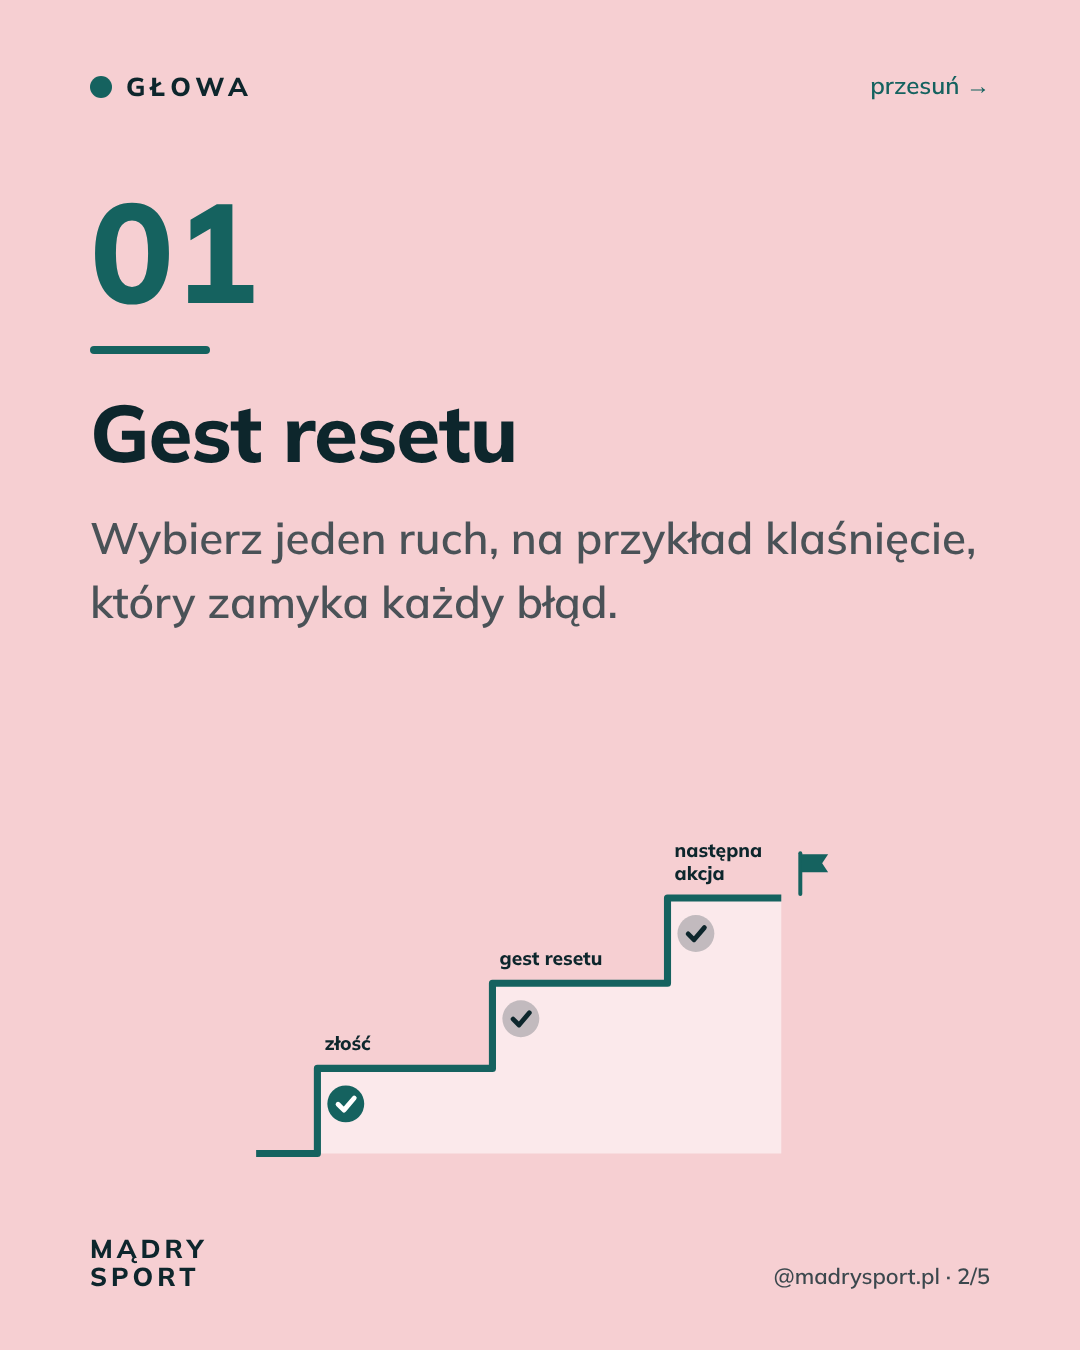 GŁOWA
przesuń →
01
Gest resetu
Wybierz jeden ruch, na przykład klaśnięcie,
który zamyka każdy błąd.
następna
akcja
gest resetu
złość
MĄDRY
SPORT
@madrysport.pl · 2/5